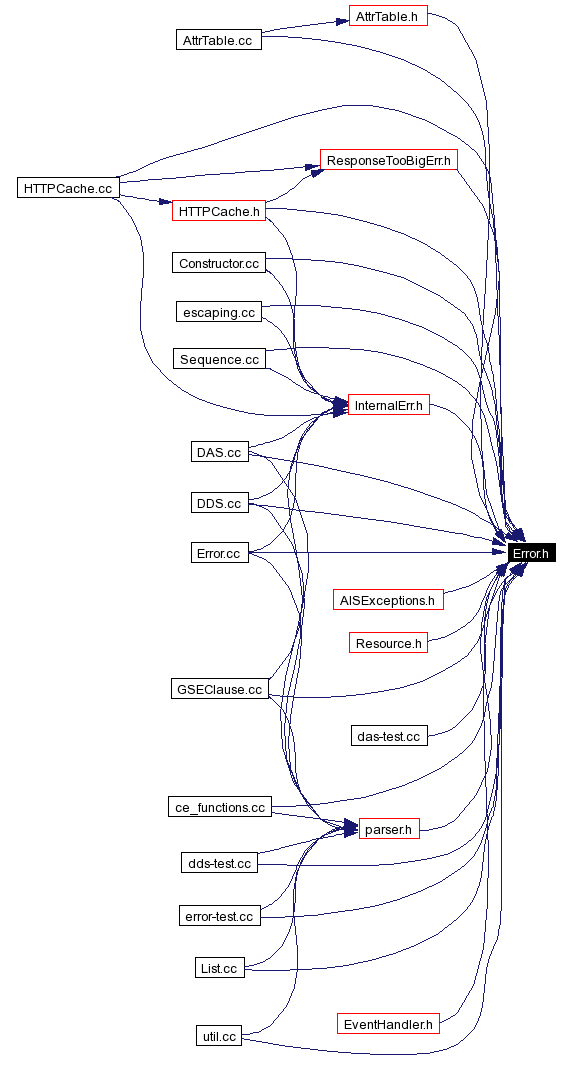 AttrTable.h
AttrTable.cc
ResponseTooBigErr.h
HTTPCache.cc
HTTPCache.h
Constructor.cc
escaping.cc
Sequence.cc
InternalErr.h
DAS.cc
DDS.cc
Error.cc
Error.h
AISExceptions.h
Resource.h
GSEClause.cc
das-test.cc
ce_functions.cc
parser.h
dds-test.cc
error-test.cc
List.cc
EventHandler.h
util.cc